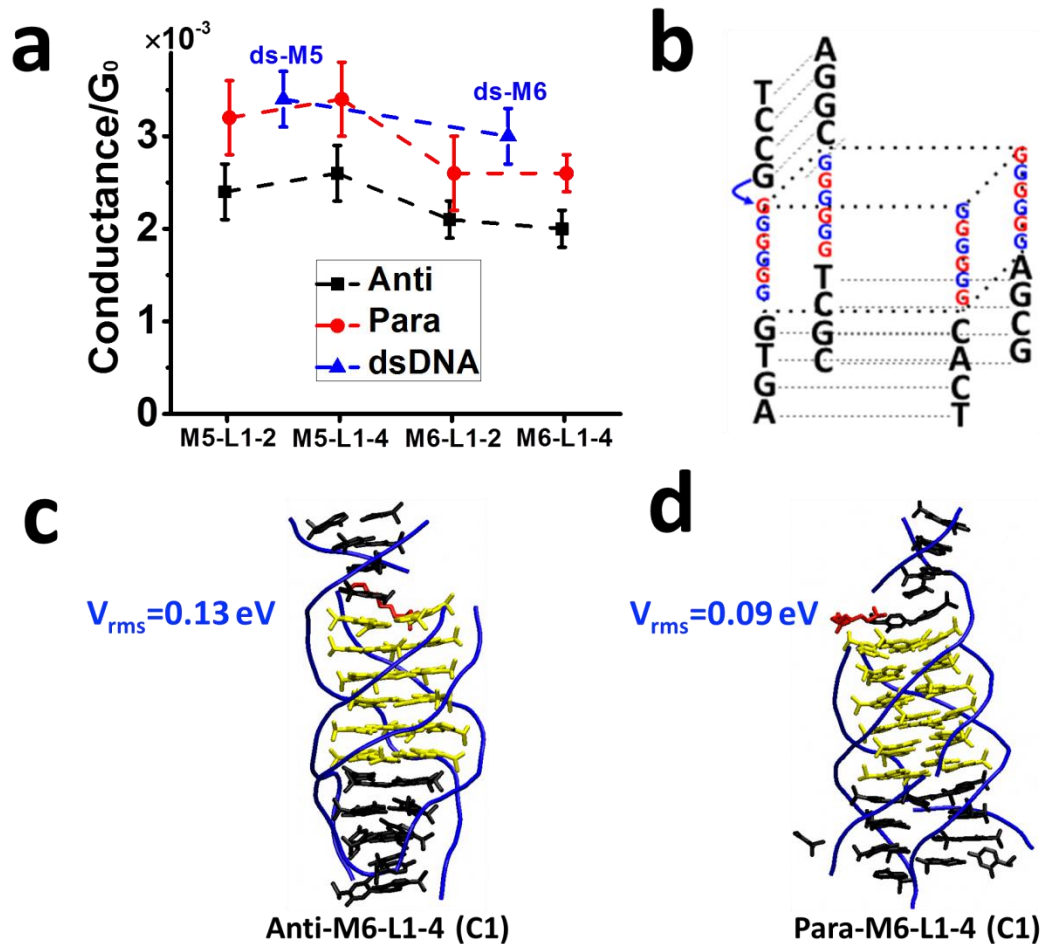 a
×10⁻³
Conductance/G₀
3
2
1
0
ds-M5
ds-M6
Anti
Para
dsDNA
M5-L1-2 M5-L1-4 M6-L1-2 M6-L1-4
b
T
C
C
G
G
G
G
G
G
G
G
T
G
A
A
G
G
C
G
G
G
G
G
G
T
C
G
C
G
G
G
G
G
G
C
A
C
T
G
G
G
G
G
G
A
G
C
G
c
Vrms=0.13 eV
Anti-M6-L1-4 (C1)
d
Vrms=0.09 eV
Para-M6-L1-4 (C1)